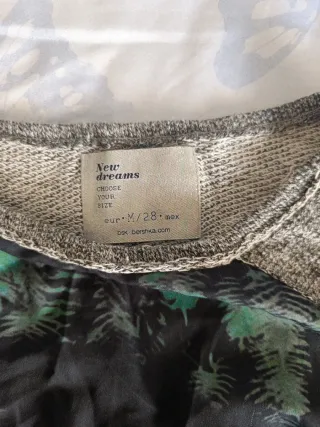 New
dreams
CHOOSE
YOUR
SIZE
eur·M/28·mex
bsk bershka.com